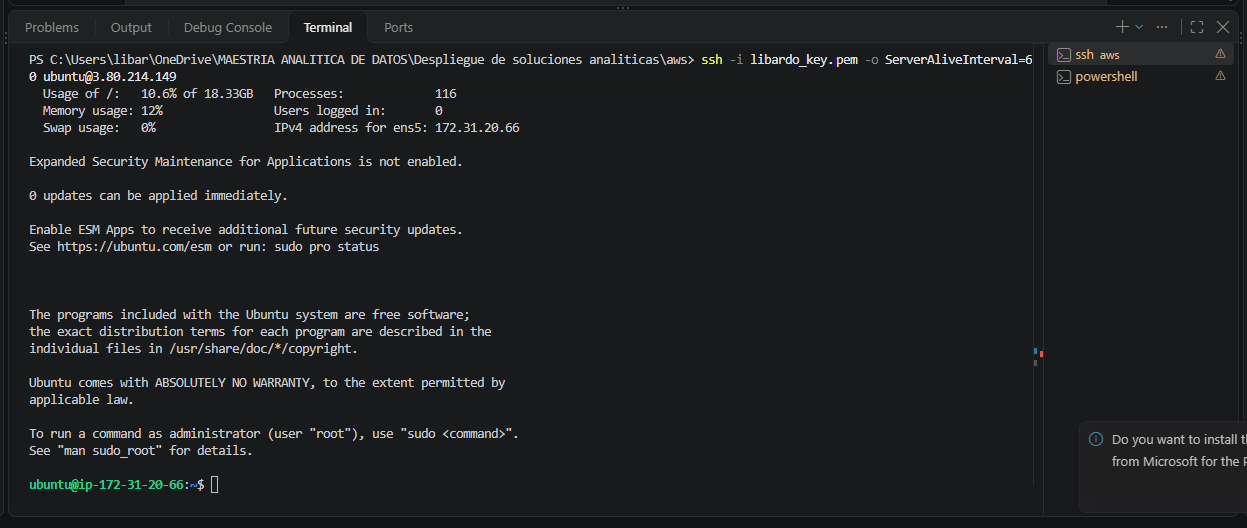 Problems Output Debug Console Terminal Ports
PS C:\Users\libar\OneDrive\MAESTRIA ANALITICA DE DATOS\Despliegue de soluciones analiticas\aws> ssh -i libardo_key.pem -o ServerAliveInterval=6
0 ubuntu@3.80.214.149
ssh aws
powershell
Usage of /: 10.6% of 18.33GB Processes: 116
Memory usage: 12% Users logged in: 0
Swap usage: 0% IPv4 address for ens5: 172.31.20.66
Expanded Security Maintenance for Applications is not enabled.
0 updates can be applied immediately.
Enable ESM Apps to receive additional future security updates.
See https://ubuntu.com/esm or run: sudo pro status
The programs included with the Ubuntu system are free software;
the exact distribution terms for each program are described in the
individual files in /usr/share/doc/*/copyright.
Ubuntu comes with ABSOLUTELY NO WARRANTY, to the extent permitted by
applicable law.
To run a command as administrator (user "root"), use "sudo <command>".
See "man sudo_root" for details.
ubuntu@ip-172-31-20-66:~$
Do you want to install
from Microsoft for the